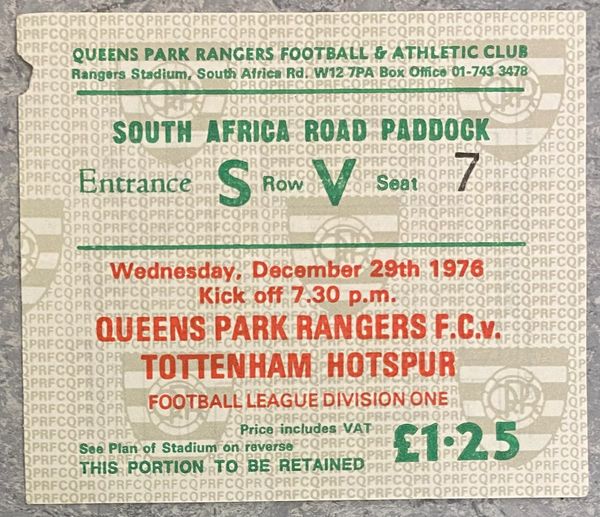 QUEENS PARK RANGERS FOOTBALL & ATHLETIC CLUB
Rangers Stadium, South Africa Rd. W12 7PA Box Office 01-743 3478
SOUTH AFRICA ROAD PADDOCK
Entrance S Row V Seat 7
Wednesday, December 29th 1976
Kick off 7.30 p.m.
QUEENS PARK RANGERS F.C.v.
TOTTENHAM HOTSPUR
FOOTBALL LEAGUE DIVISION ONE
Price includes VAT
See Plan of Stadium on reverse
£1·25
THIS PORTION TO BE RETAINED